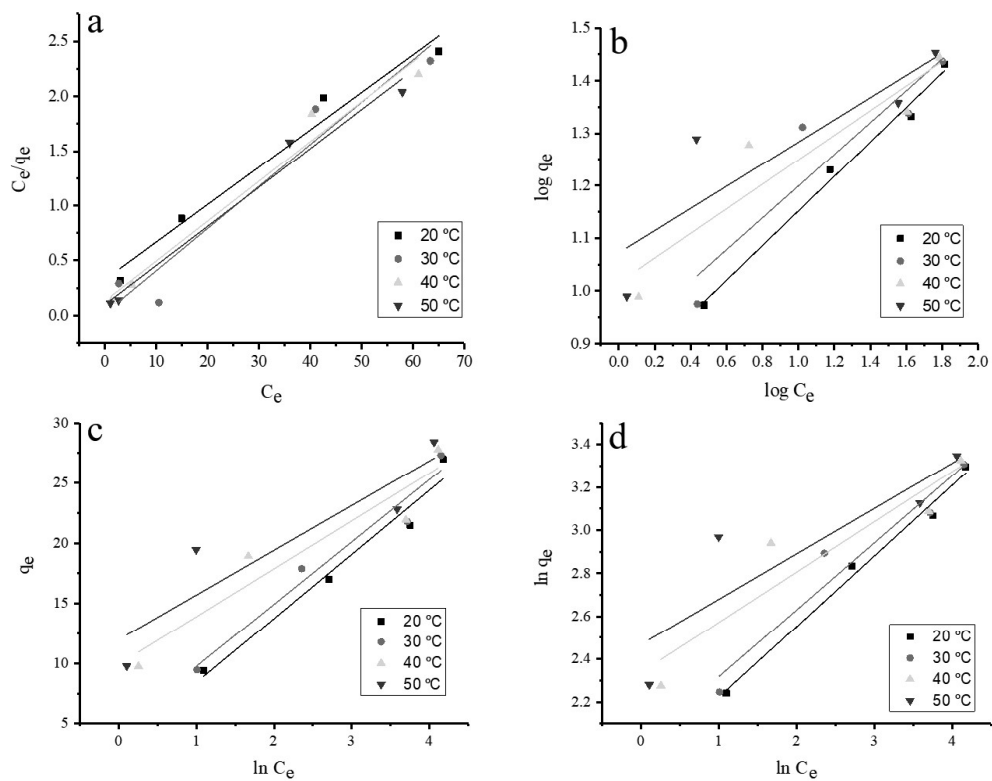 a
2.5
2.0
1.5
1.0
0.5
0.0
Ce/qe
0 10 20 30 40 50 60 70
Ce
20 ºC
30 ºC
40 ºC
50 ºC
b
1.5
1.4
1.3
1.2
1.1
1.0
0.9
log qe
0.0 0.2 0.4 0.6 0.8 1.0 1.2 1.4 1.6 1.8 2.0
log Ce
20 ºC
30 ºC
40 ºC
50 ºC
c
30
25
20
15
10
5
qe
0 1 2 3 4
ln Ce
20 ºC
30 ºC
40 ºC
50 ºC
d
3.4
3.2
3.0
2.8
2.6
2.4
2.2
ln qe
0 1 2 3 4
ln Ce
20 ºC
30 ºC
40 ºC
50 ºC